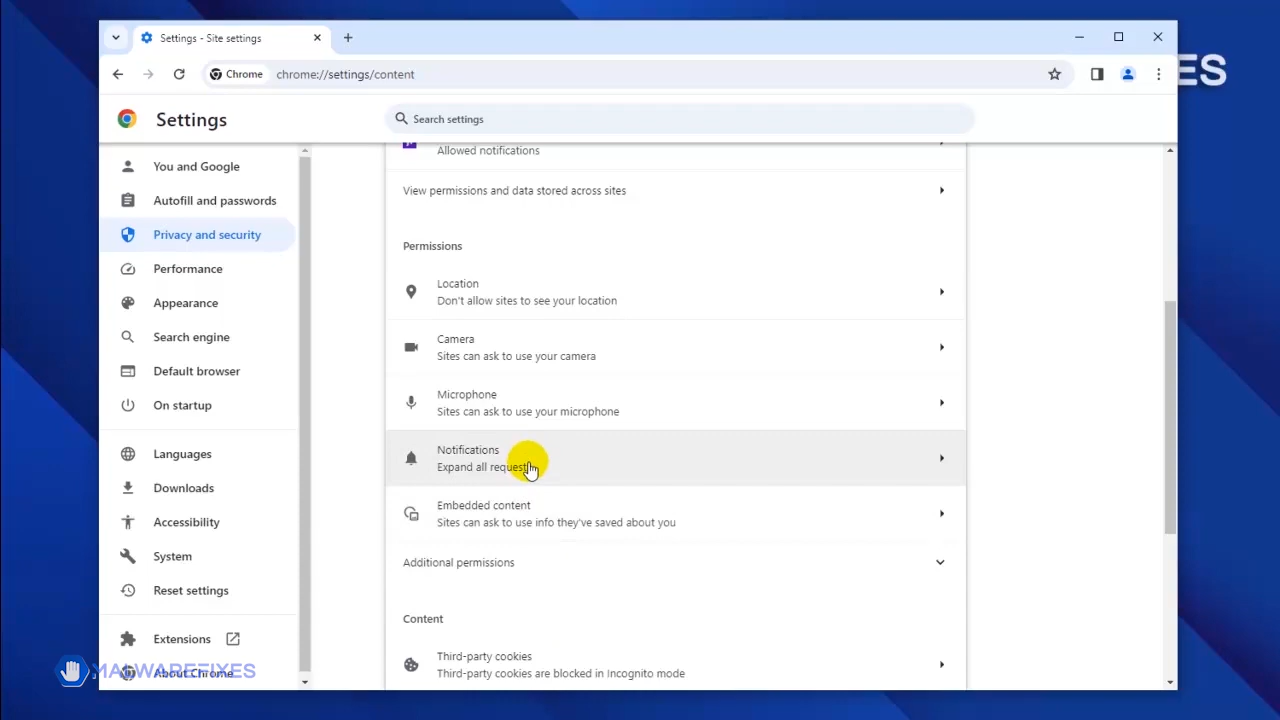 Settings - Site settings
ES
Chrome
chrome://settings/content
Settings
Search settings
You and Google
Autofill and passwords
Privacy and security
Performance
Appearance
Search engine
Default browser
On startup
Languages
Downloads
Accessibility
System
Reset settings
Extensions
About Chrome
MALWAREFIXES
Allowed notifications
View permissions and data stored across sites
Permissions
Location
Don't allow sites to see your location
Camera
Sites can ask to use your camera
Microphone
Sites can ask to use your microphone
Notifications
Expand all requests
Embedded content
Sites can ask to use info they've saved about you
Additional permissions
Content
Third-party cookies
Third-party cookies are blocked in Incognito mode